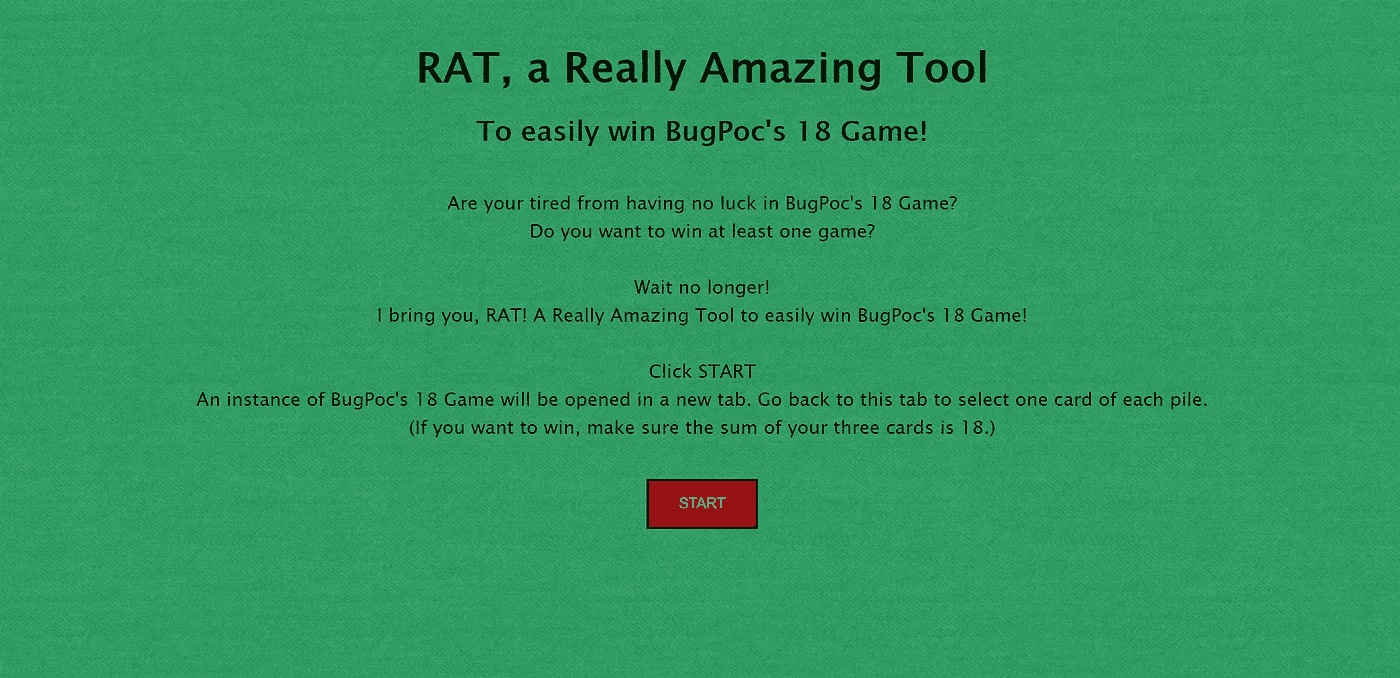 RAT, a Really Amazing Tool
To easily win BugPoc's 18 Game!
Are your tired from having no luck in BugPoc's 18 Game?
Do you want to win at least one game?
Wait no longer!
I bring you, RAT! A Really Amazing Tool to easily win BugPoc's 18 Game!
Click START
An instance of BugPoc's 18 Game will be opened in a new tab. Go back to this tab to select one card of each pile.
(If you want to win, make sure the sum of your three cards is 18.)
START